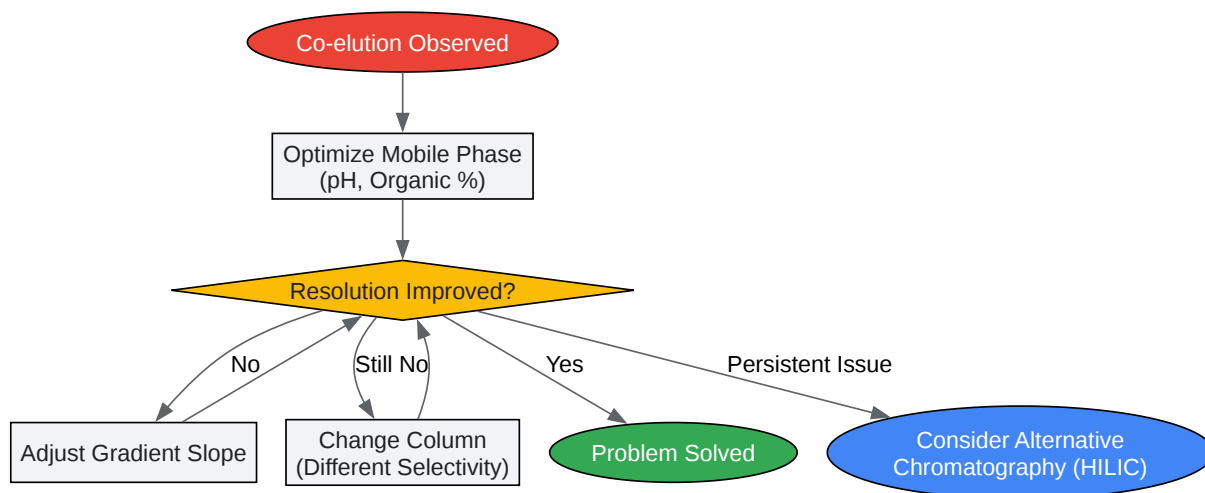 Co-elution Observed
Optimize Mobile Phase
(pH, Organic %)
Resolution Improved?
No
Still No
Yes
Persistent Issue
Adjust Gradient Slope
Change Column
(Different Selectivity)
Problem Solved
Consider Alternative
Chromatography (HILIC)